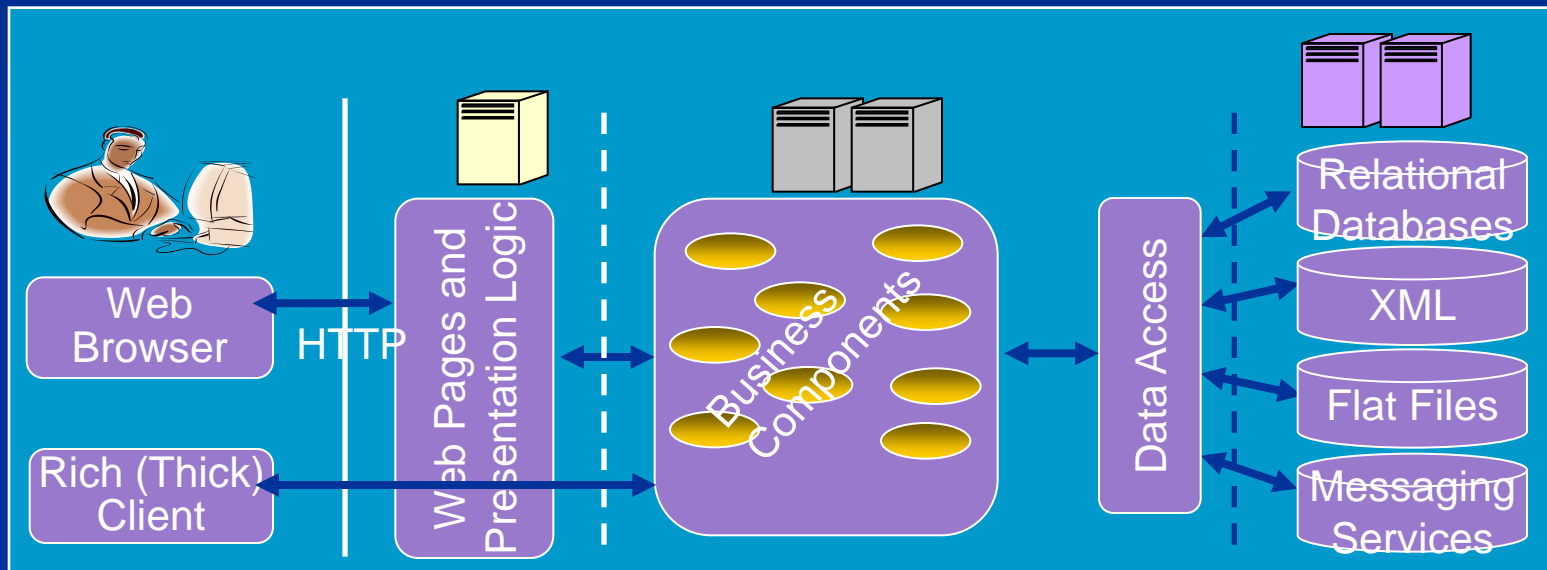 Web
Browser
HTTP
Rich (Thick)
Client
Web Pages and
Presentation Logic
Business
Components
Data Access
Relational
Databases
XML
Flat Files
Messaging
Services